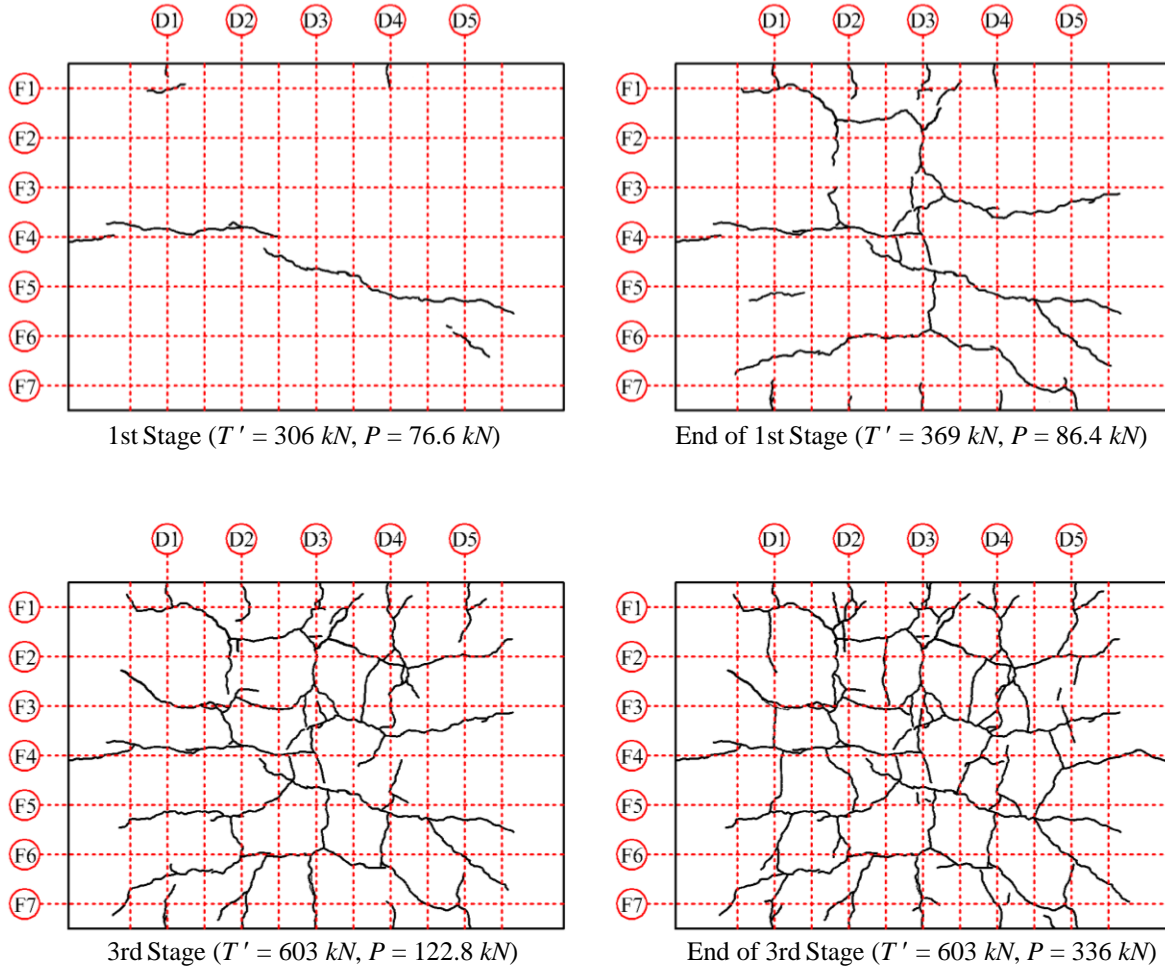 D1 D2 D3 D4 D5
F1
F2
F3
F4
F5
F6
F7
1st Stage (T ′ = 306 kN, P = 76.6 kN)
D1 D2 D3 D4 D5
F1
F2
F3
F4
F5
F6
F7
End of 1st Stage (T ′ = 369 kN, P = 86.4 kN)
D1 D2 D3 D4 D5
F1
F2
F3
F4
F5
F6
F7
3rd Stage (T ′ = 603 kN, P = 122.8 kN)
D1 D2 D3 D4 D5
F1
F2
F3
F4
F5
F6
F7
End of 3rd Stage (T ′ = 603 kN, P = 336 kN)